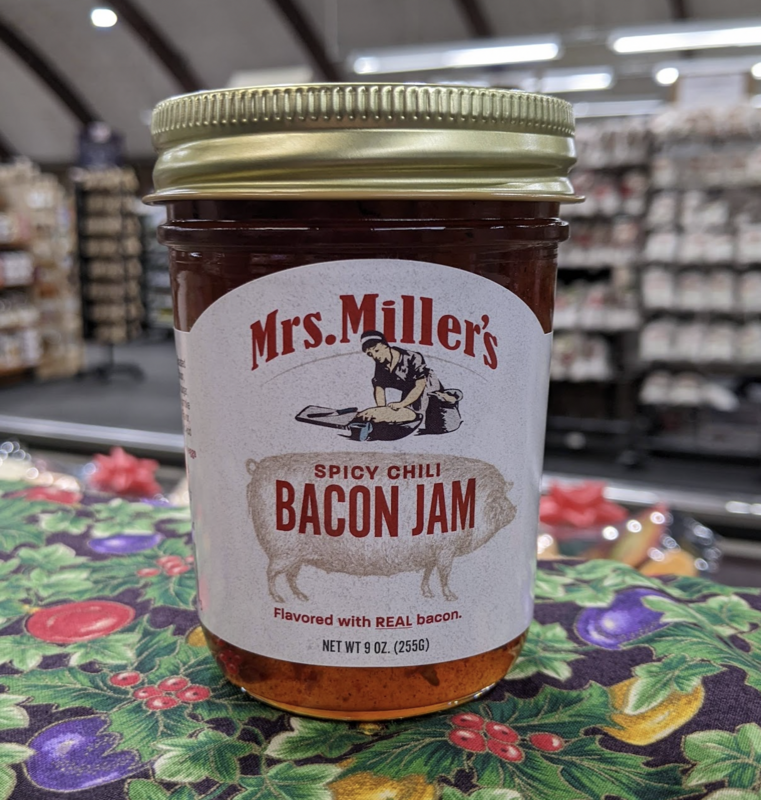 Mrs. Miller's
SPICY CHILI
BACON JAM
Flavored with REAL bacon.
NET WT 9 OZ. (255G)